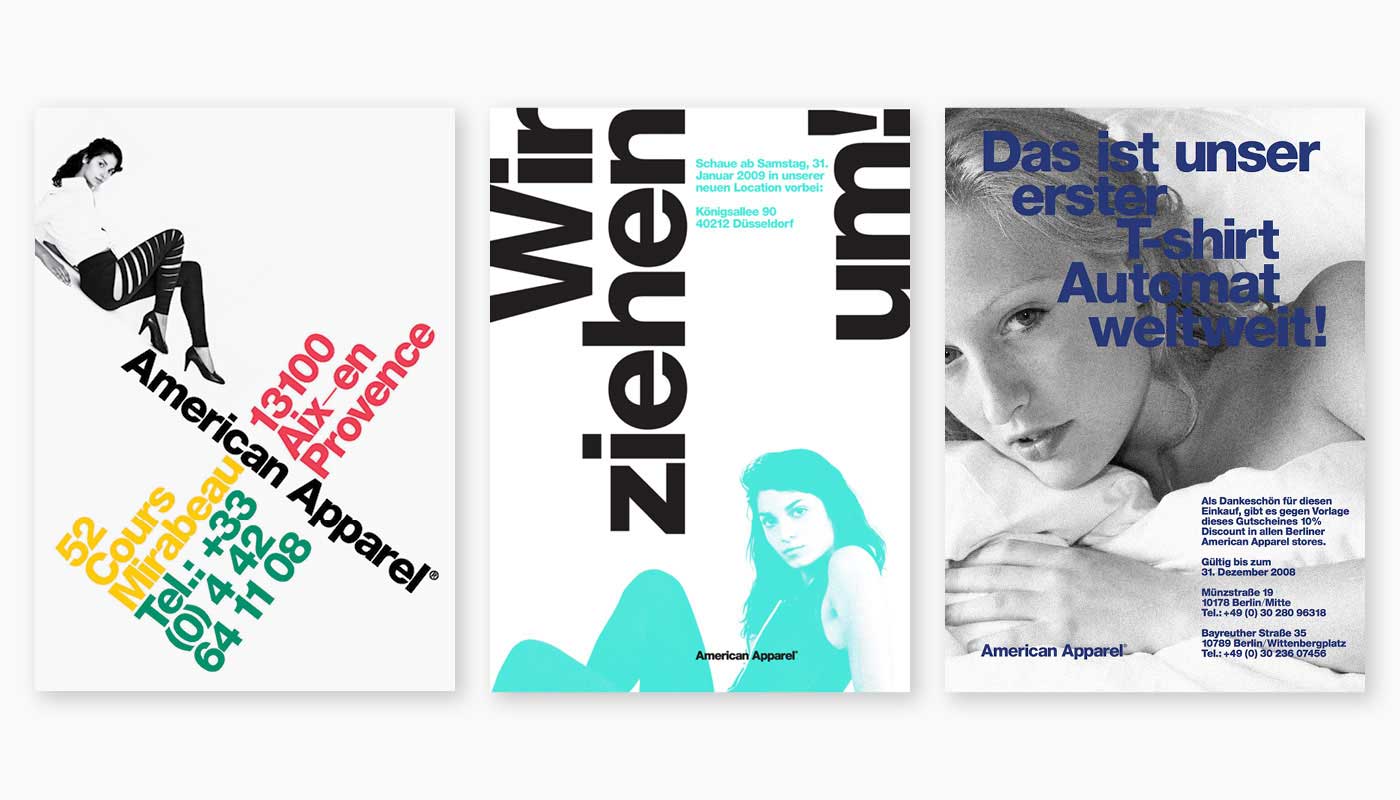 American Apparel®
13100
Aix–en
Provence
52
Cours
Mirabeau
Tel.: +33
(0) 4 42
64 11 08
Wir
ziehen
um!
Schaue ab Samstag, 31.
Januar 2009 in unserer
neuen Location vorbei:
Königsallee 90
40212 Düsseldorf
American Apparel®
Das ist unser
erster
T-shirt
Automat
weltweit!
Als Dankeschön für diesen
Einkauf, gibt es gegen Vorlage
dieses Gutscheines 10%
Discount in allen Berliner
American Apparel stores.
Gültig bis zum
31. Dezember 2008
Münzstraße 19
10178 Berlin/Mitte
Tel.: +49 (0) 30 280 96318
Bayreuther Straße 35
10789 Berlin/Wittenbergplatz
Tel.: +49 (0) 30 236 07456
American Apparel®